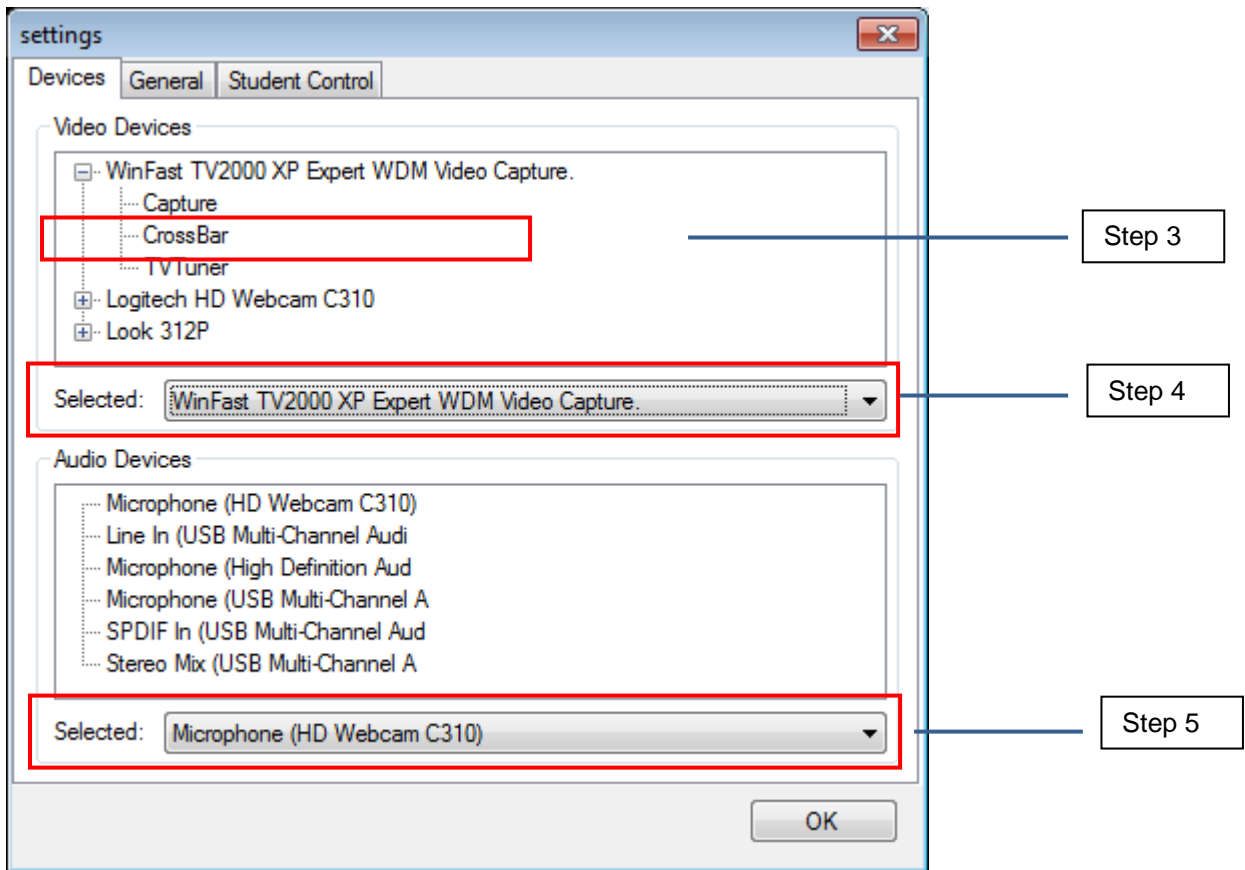 settings
Devices General Student Control
Video Devices
WinFast TV2000 XP Expert WDM Video Capture.
Capture
CrossBar
Step 3
TVTuner
Logitech HD Webcam C310
Look 312P
Selected: WinFast TV2000 XP Expert WDM Video Capture.
Step 4
Audio Devices
Microphone (HD Webcam C310)
Line In (USB Multi-Channel Audi
Microphone (High Definition Aud
Microphone (USB Multi-Channel A
SPDIF In (USB Multi-Channel Aud
Stereo Mix (USB Multi-Channel A
Selected: Microphone (HD Webcam C310)
Step 5
OK